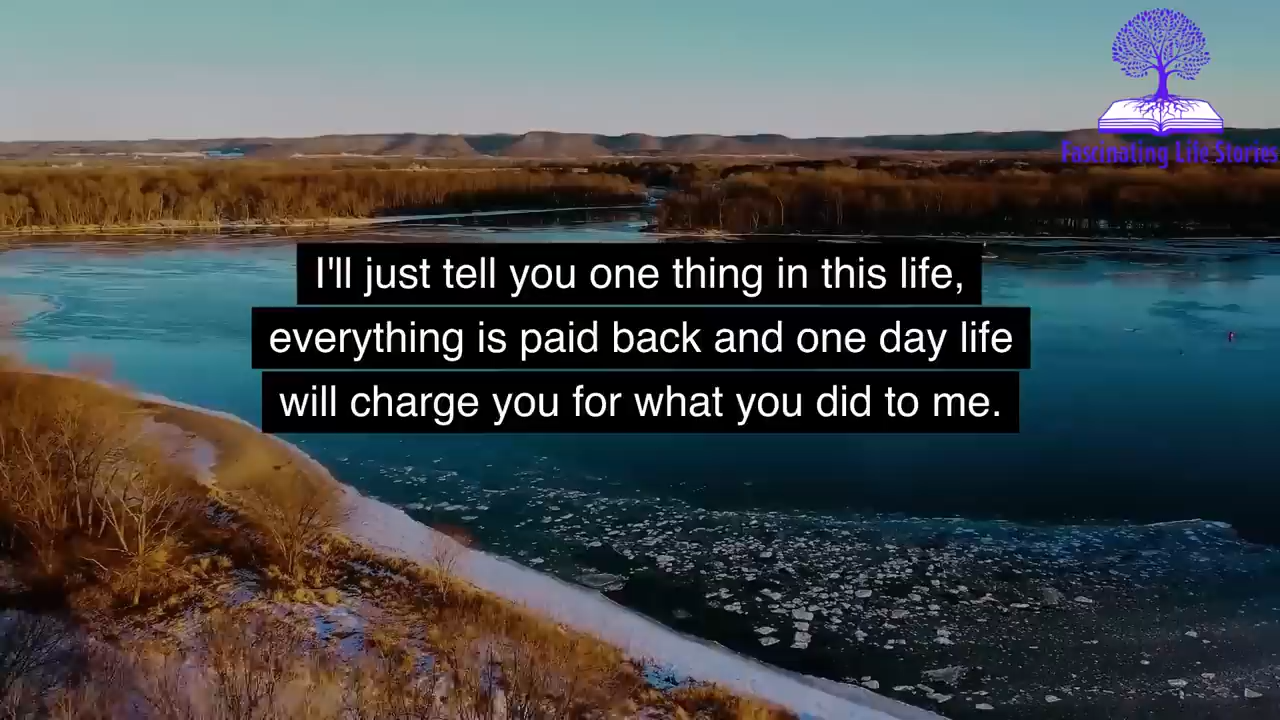 Fascinating Life Stories
I'll just tell you one thing in this life,
everything is paid back and one day life
will charge you for what you did to me.